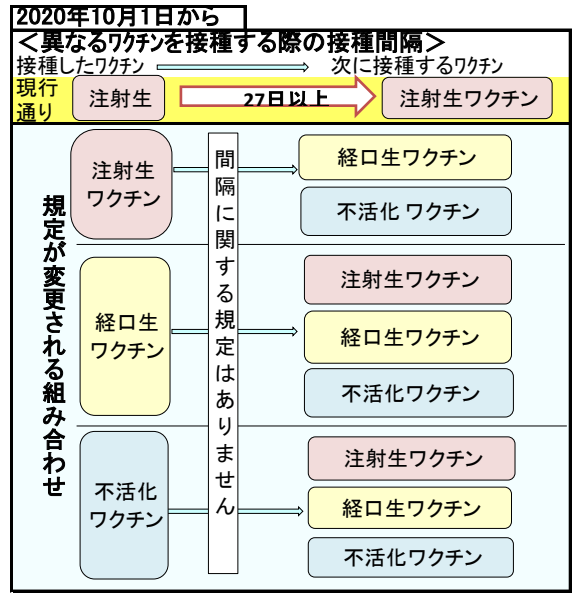 2020年10月1日から
＜異なるワクチンを接種する際の接種間隔＞
接種したワクチン
次に接種するワクチン
現行
通り
注射生
27日以上
注射生ワクチン
規定が変更される組み合わせ
間隔に関する規定はありません
注射生
ワクチン
経口生ワクチン
不活化 ワクチン
経口生
ワクチン
注射生ワクチン
経口生ワクチン
不活化ワクチン
不活化
ワクチン
注射生ワクチン
経口生ワクチン
不活化ワクチン